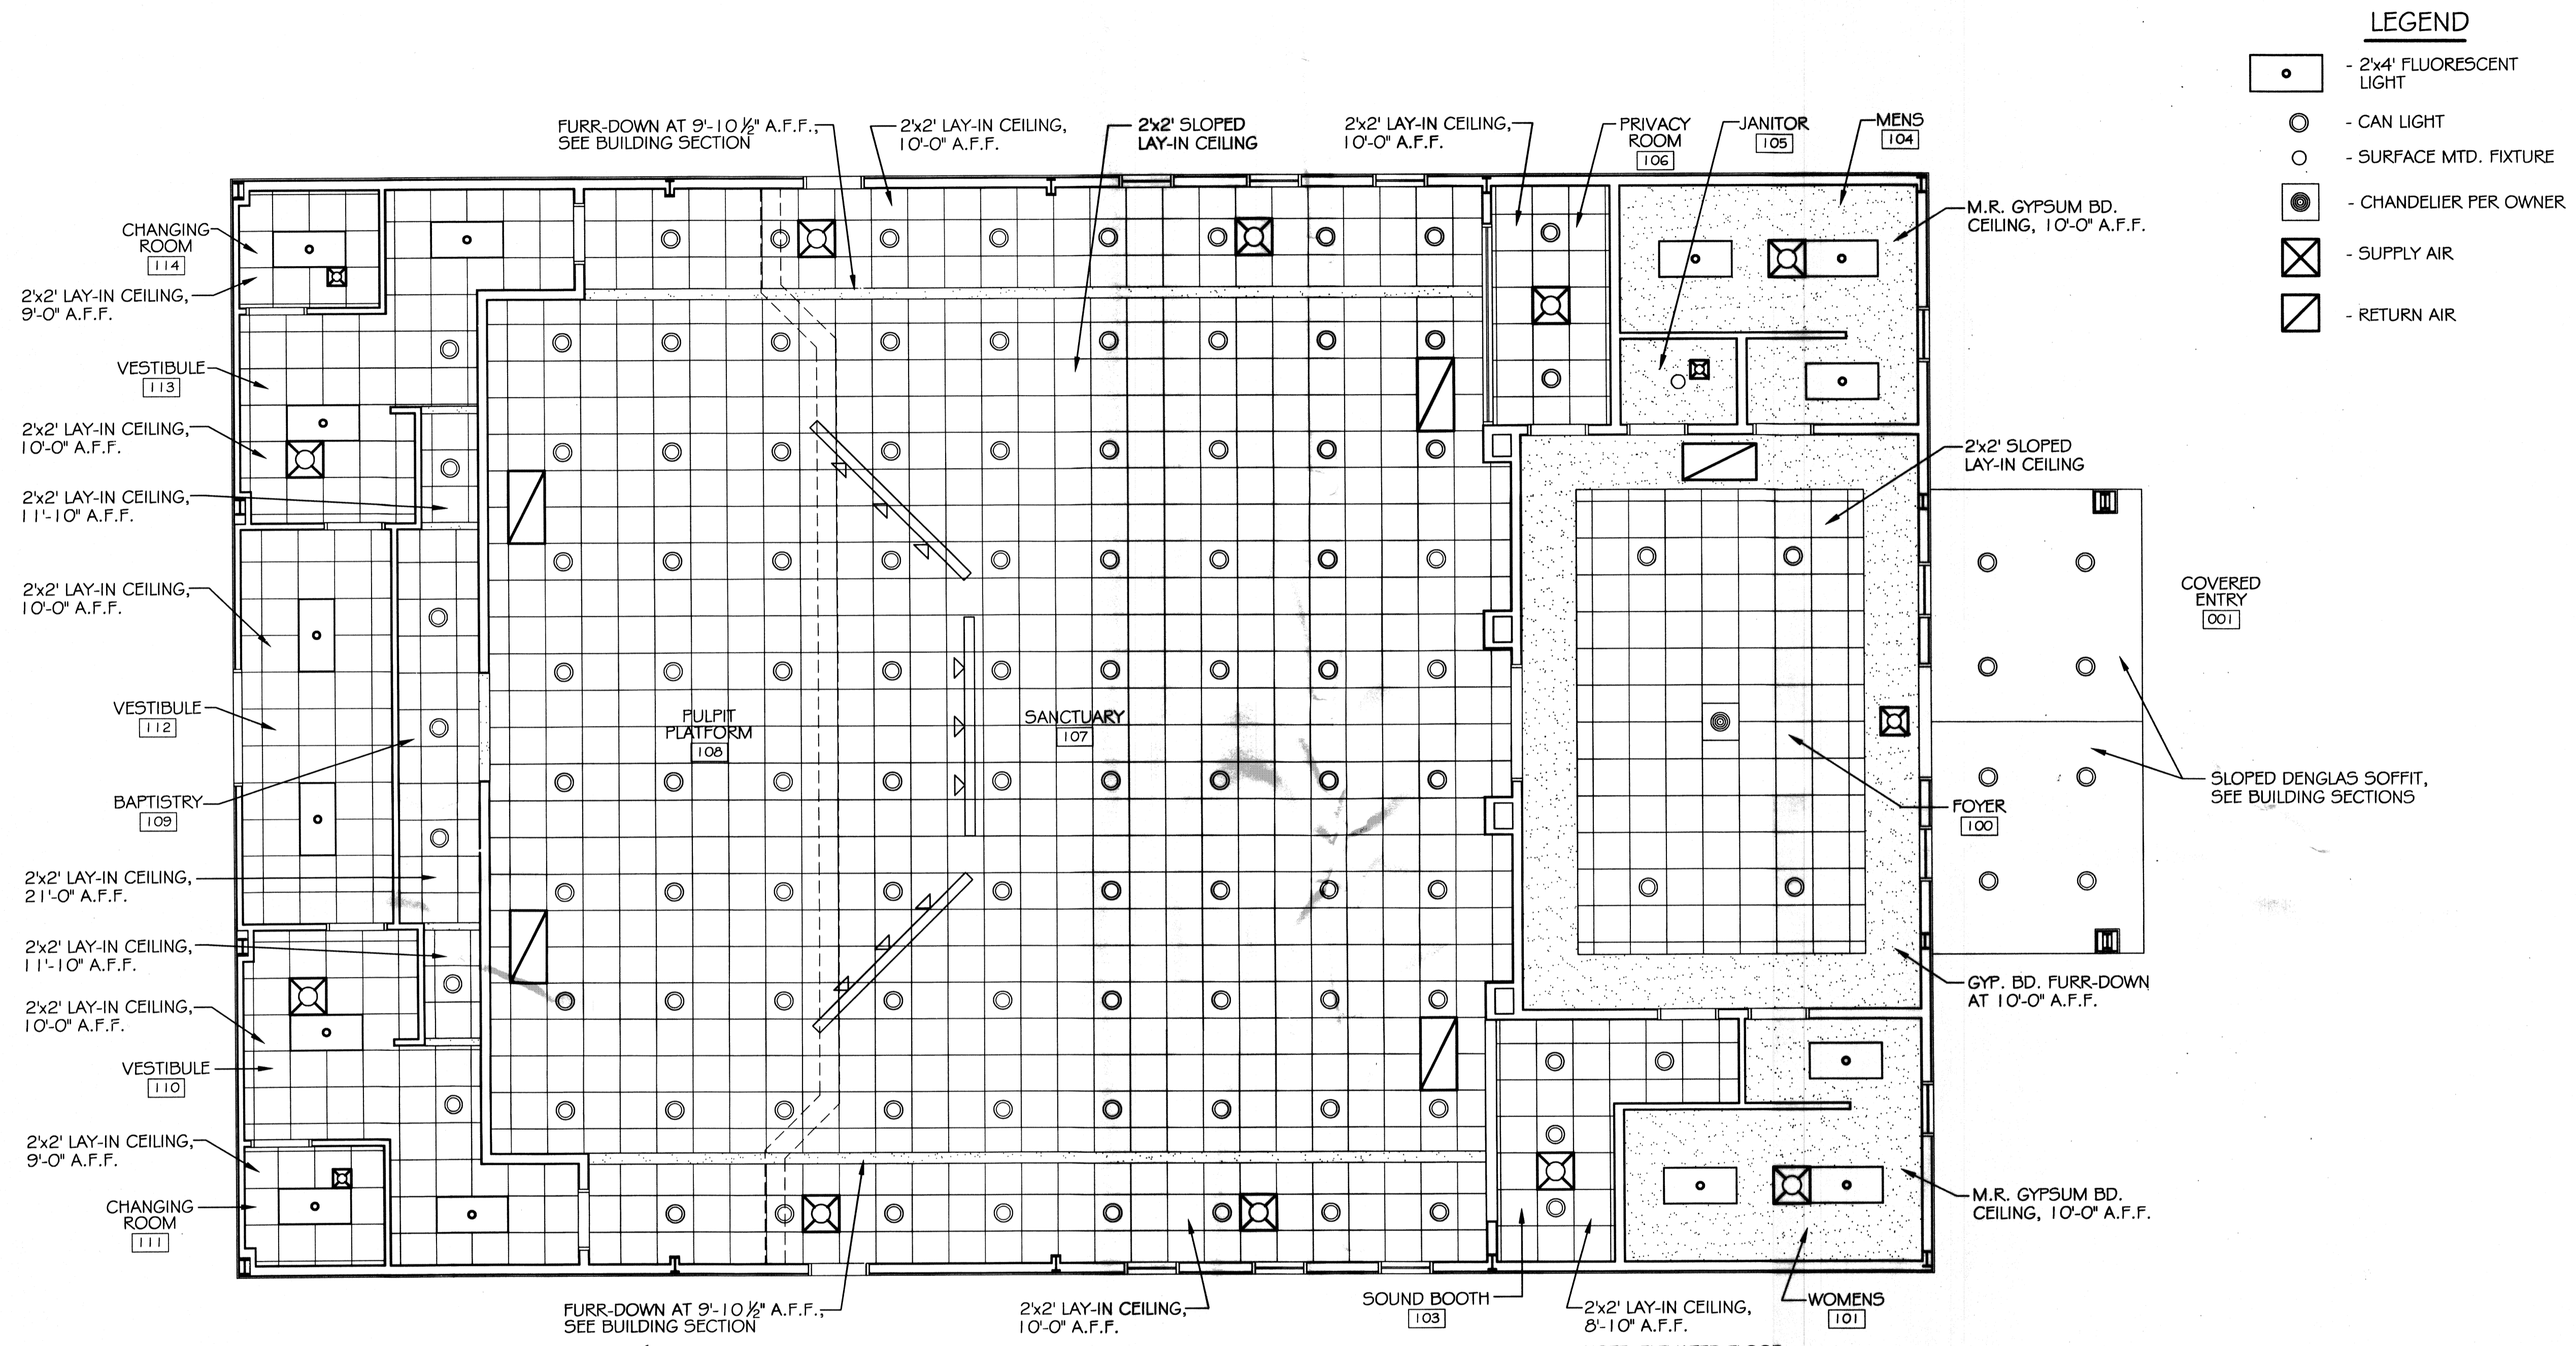 LEGEND
- 2'x4' FLUORESCENT
LIGHT
- CAN LIGHT
- SURFACE MTD. FIXTURE
- CHANDELIER PER OWNER
- SUPPLY AIR
- RETURN AIR
FURR-DOWN AT 9'-10 ½" A.F.F.,
SEE BUILDING SECTION
2'x2' LAY-IN CEILING,
10'-0" A.F.F.
2'x2' SLOPED
LAY-IN CEILING
2'x2' LAY-IN CEILING,
10'-0" A.F.F.
PRIVACY
ROOM
106
JANITOR
105
MENS
104
M.R. GYPSUM BD.
CEILING, 10'-0" A.F.F.
CHANGING
ROOM
114
2'x2' LAY-IN CEILING,
9'-0" A.F.F.
VESTIBULE
113
2'x2' LAY-IN CEILING,
10'-0" A.F.F.
2'x2' LAY-IN CEILING,
11'-10" A.F.F.
2'x2' LAY-IN CEILING,
10'-0" A.F.F.
VESTIBULE
112
BAPTISTRY
109
2'x2' LAY-IN CEILING,
21'-0" A.F.F.
2'x2' LAY-IN CEILING,
11'-10" A.F.F.
2'x2' LAY-IN CEILING,
10'-0" A.F.F.
VESTIBULE
110
2'x2' LAY-IN CEILING,
9'-0" A.F.F.
CHANGING
ROOM
111
PULPIT
PLATFORM
108
SANCTUARY
107
2'x2' SLOPED
LAY-IN CEILING
COVERED
ENTRY
001
SLOPED DENGLAS SOFFIT,
SEE BUILDING SECTIONS
FOYER
100
GYP. BD. FURR-DOWN
AT 10'-0" A.F.F.
M.R. GYPSUM BD.
CEILING, 10'-0" A.F.F.
FURR-DOWN AT 9'-10 ½" A.F.F.,
SEE BUILDING SECTION
2'x2' LAY-IN CEILING,
10'-0" A.F.F.
SOUND BOOTH
103
2'x2' LAY-IN CEILING,
8'-10" A.F.F.
WOMENS
101